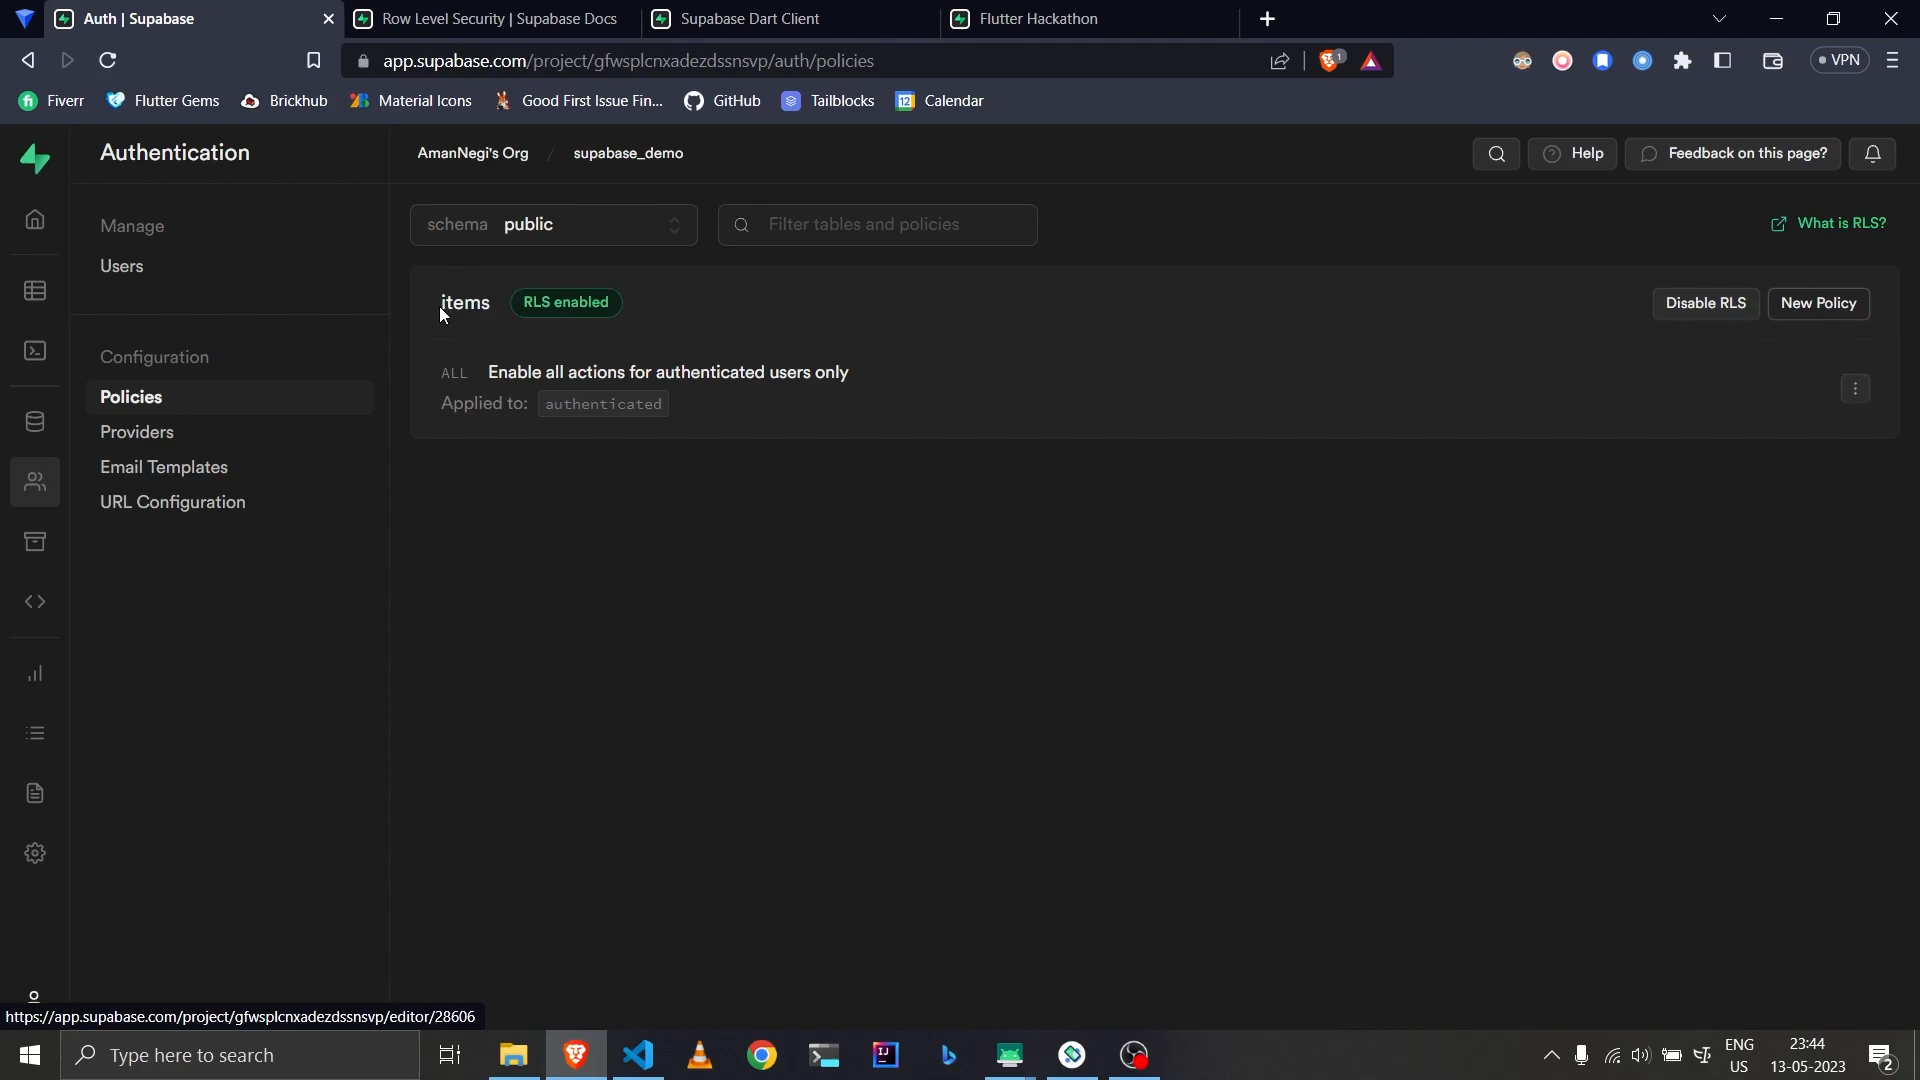 Auth | Supabase
Row Level Security | Supabase Docs
Supabase Dart Client
Flutter Hackathon
app.supabase.com/project/gfwsplcnxadezdssnsvp/auth/policies
1
VPN
Fiverr
Flutter Gems
Brickhub
Material Icons
Good First Issue Fin...
GitHub
Tailblocks
12
Calendar
Authentication
AmanNegi's Org / supabase_demo
Help
Feedback on this page?
Manage
Users
Configuration
Policies
Providers
Email Templates
URL Configuration
schema public
Filter tables and policies
What is RLS?
items
RLS enabled
Disable RLS
New Policy
ALL Enable all actions for authenticated users only
Applied to: authenticated
https://app.supabase.com/project/gfwsplcnxadezdssnsvp/editor/28606
Type here to search
IJ
ENG
US
23:44
13-05-2023
2